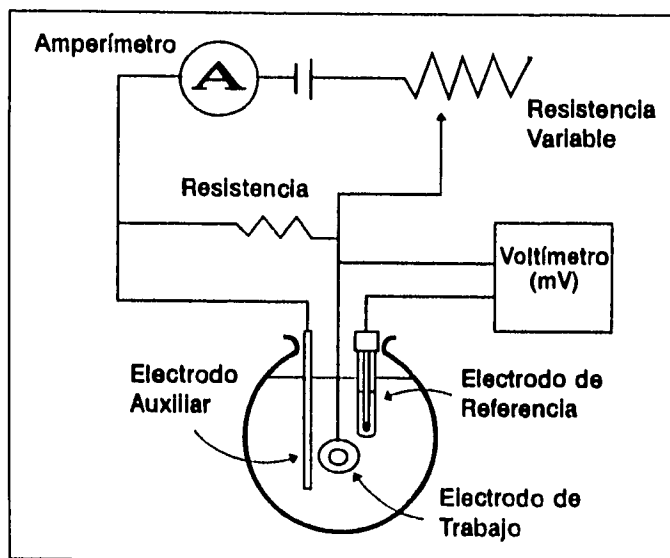 Amperímetro
A
Resistencia
Variable
Resistencia
Voltímetro
(mV)
Electrodo
Auxiliar
Electrodo de
Referencia
Electrodo de
Trabajo